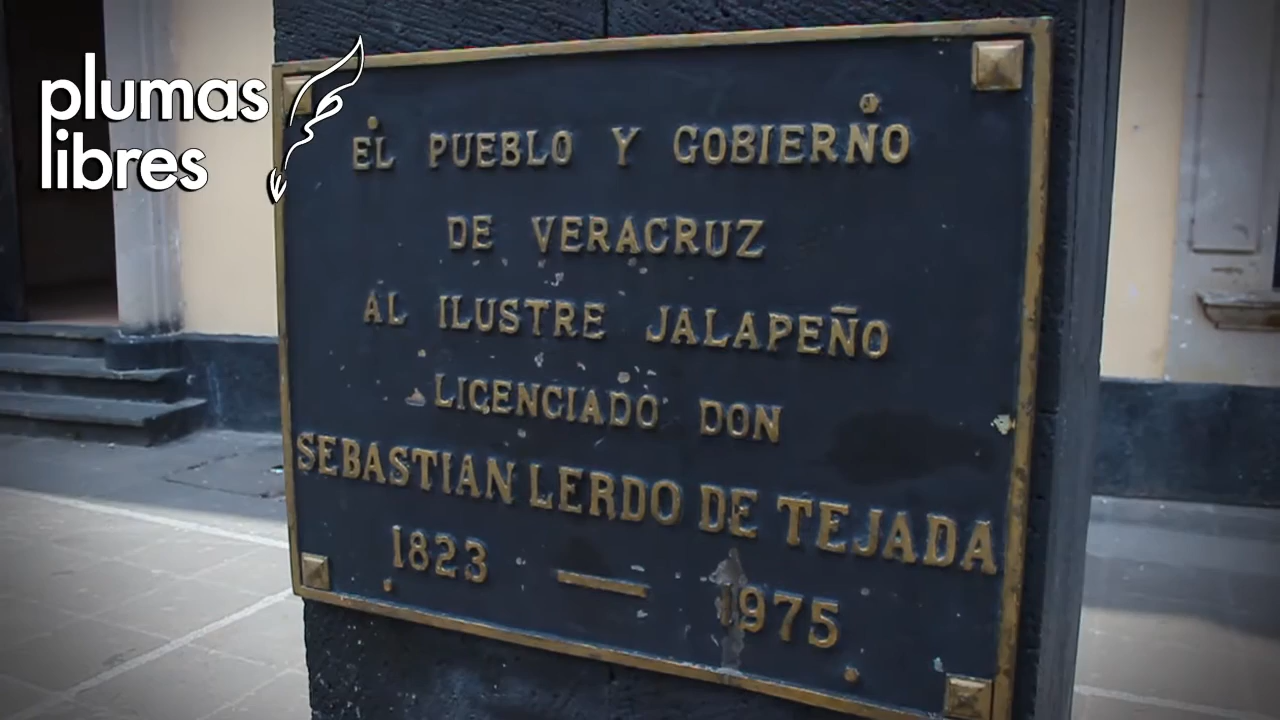 plumas
libres
EL PUEBLO Y GOBIERNO
DE VERACRUZ
AL ILUSTRE JALAPEÑO
LICENCIADO DON
SEBASTIAN LERDO DE TEJADA
1823 — 1975